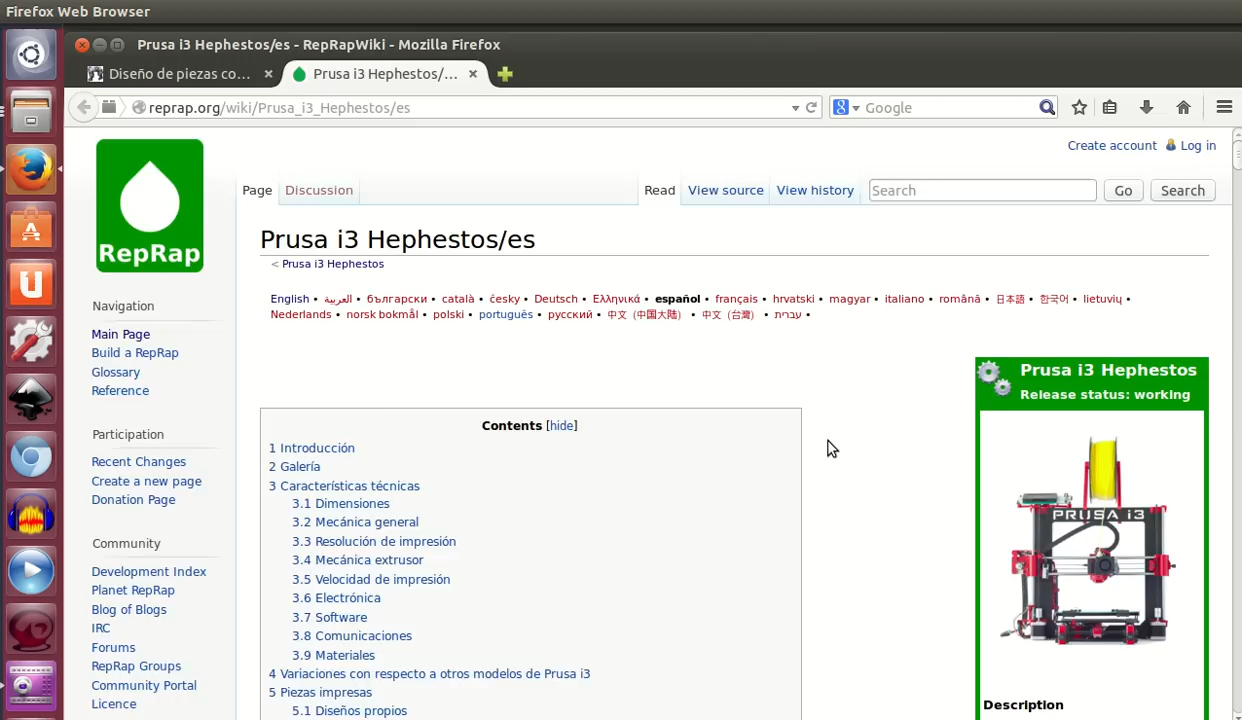 Firefox Web Browser
Prusa i3 Hephestos/es - RepRapWiki - Mozilla Firefox
Diseño de piezas co...
Prusa i3 Hephestos/...
reprap.org/wiki/Prusa_i3_Hephestos/es
Google
Create account Log in
RepRap
Page Discussion Read View source View history Search Go Search
Prusa i3 Hephestos/es
< Prusa i3 Hephestos
English • العربية • български • català • česky • Deutsch • Ελληνικά • español • français • hrvatski • magyar • italiano • română • 日本語 • 한국어 • lietuvių •
Nederlands • norsk bokmål • polski • português • русский • 中文（中国大陆） • 中文（台灣） • עברית •
Navigation
Main Page
Build a RepRap
Glossary
Reference
Participation
Recent Changes
Create a new page
Donation Page
Community
Development Index
Planet RepRap
Blog of Blogs
IRC
Forums
RepRap Groups
Community Portal
Licence
Contents [hide]
1 Introducción
2 Galería
3 Características técnicas
3.1 Dimensiones
3.2 Mecánica general
3.3 Resolución de impresión
3.4 Mecánica extrusor
3.5 Velocidad de impresión
3.6 Electrónica
3.7 Software
3.8 Comunicaciones
3.9 Materiales
4 Variaciones con respecto a otros modelos de Prusa i3
5 Piezas impresas
5.1 Diseños propios
Prusa i3 Hephestos
Release status: working
PRUSA i3
Description